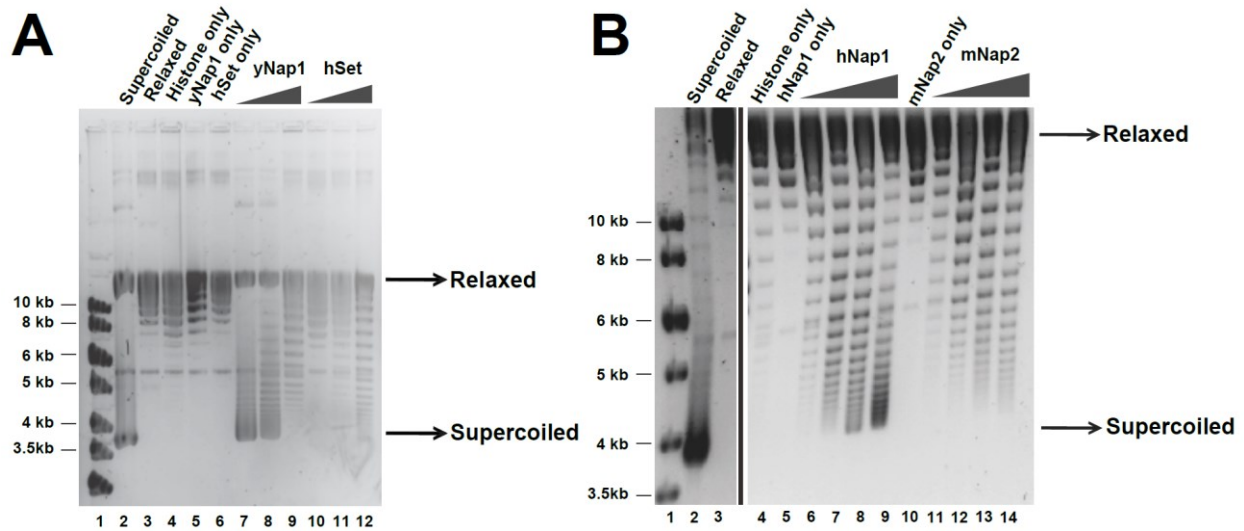 A
Supercoiled
Relaxed
Histone only
yNap1 only
hSet only
yNap1
hSet
10 kb
8 kb
6 kb
5 kb
4 kb
3.5kb
Relaxed
Supercoiled
1 2 3 4 5 6 7 8 9 10 11 12
B
Supercoiled
Relaxed
Histone only
hNap1 only
hNap1
mNap2 only
mNap2
10 kb
8 kb
6 kb
5 kb
4 kb
3.5kb
Relaxed
Supercoiled
1 2 3 4 5 6 7 8 9 10 11 12 13 14